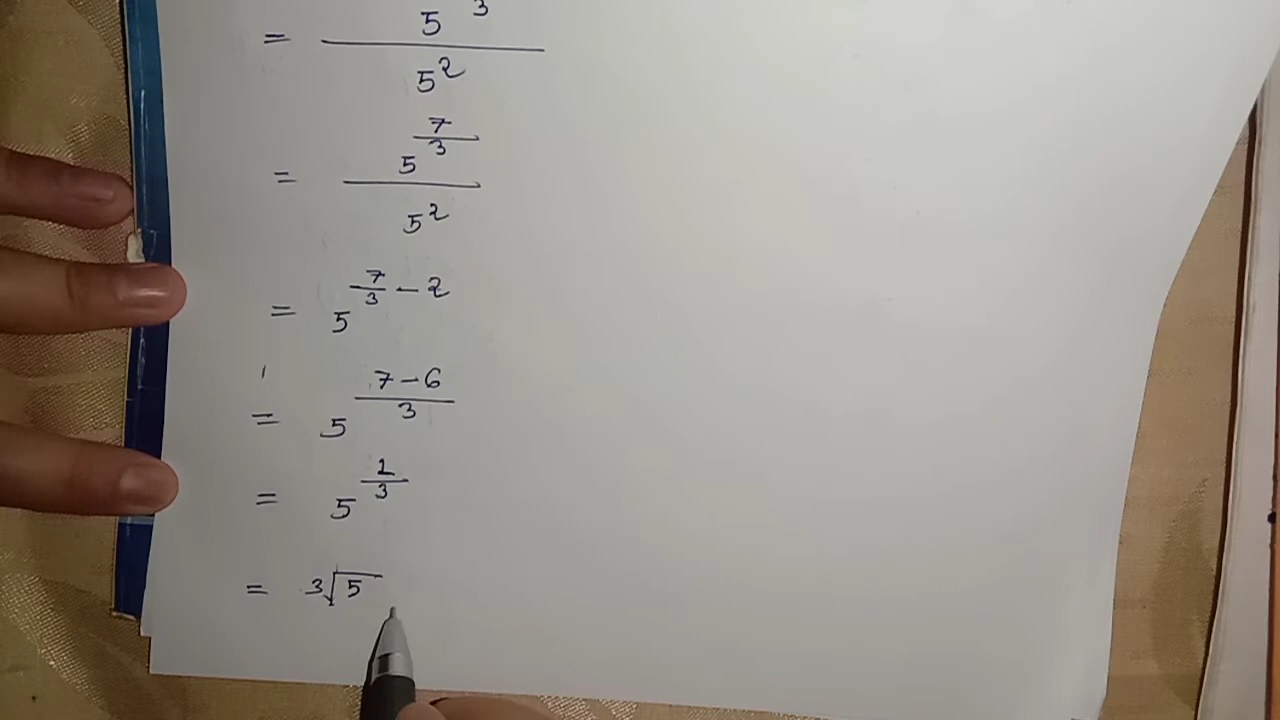 = 5^3 / 5^2
= 5^(7/3) / 5^2
= 5^(7/3 - 2)
= 5^((7-6)/3)
= 5^(1/3)
= ∛5